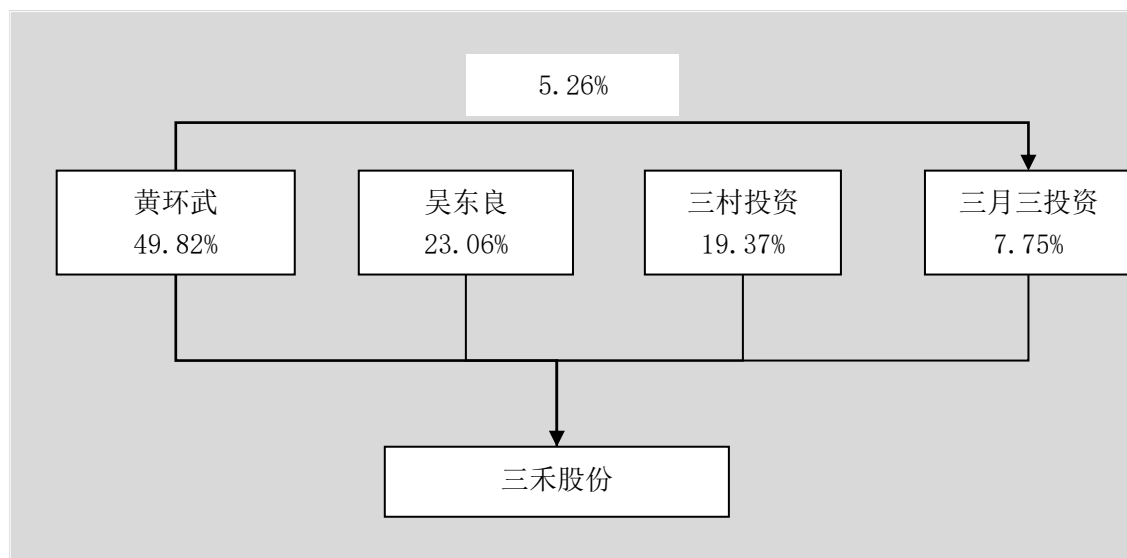 5.26%
黄环武
49.82%
吴东良
23.06%
三村投资
19.37%
三月三投资
7.75%
三禾股份